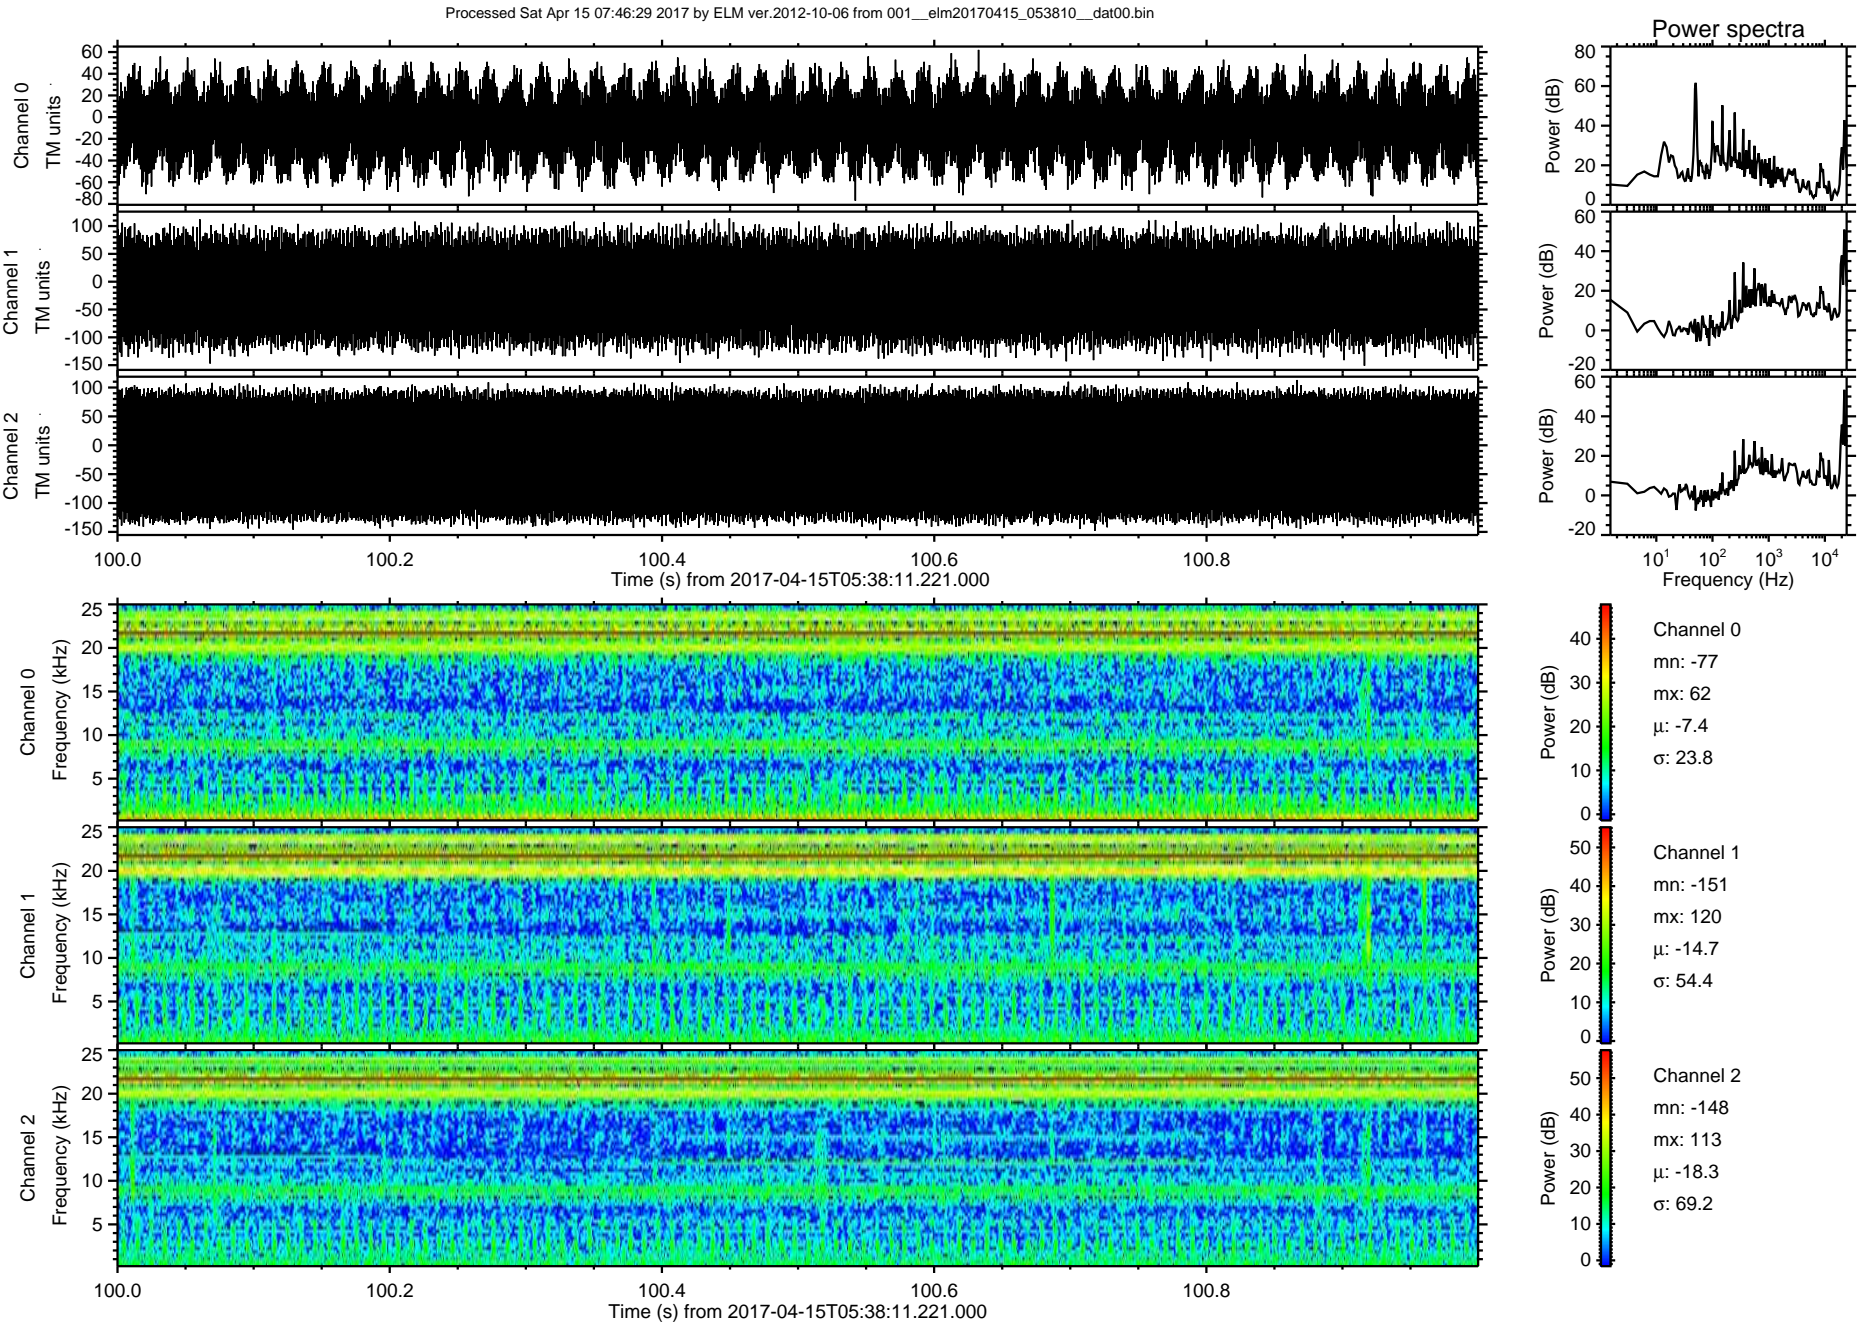 Processed Sat Apr 15 07:46:29 2017 by ELM ver.2012-10-06 from 001__elm20170415_053810__dat00.bin
Power spectra
Channel 0
TM units
60
40
20
0
-20
-40
-60
-80
Power (dB)
80
60
40
20
0
Channel 1
TM units
100
50
0
-50
-100
-150
Power (dB)
60
40
20
0
-20
Channel 2
TM units
100
50
0
-50
-100
-150
Power (dB)
60
40
20
0
-20
100.0 100.2 100.4 100.6 100.8
Time (s) from 2017-04-15T05:38:11.221.000
10^1 10^2 10^3 10^4
Frequency (Hz)
Channel 0
Frequency (kHz)
25
20
15
10
5
Power (dB)
40
30
20
10
0
Channel 0
mn: -77
mx: 62
μ: -7.4
σ: 23.8
Channel 1
Frequency (kHz)
25
20
15
10
5
Power (dB)
50
40
30
20
10
0
Channel 1
mn: -151
mx: 120
μ: -14.7
σ: 54.4
Channel 2
Frequency (kHz)
25
20
15
10
5
Power (dB)
50
40
30
20
10
0
Channel 2
mn: -148
mx: 113
μ: -18.3
σ: 69.2
100.0 100.2 100.4 100.6 100.8
Time (s) from 2017-04-15T05:38:11.221.000